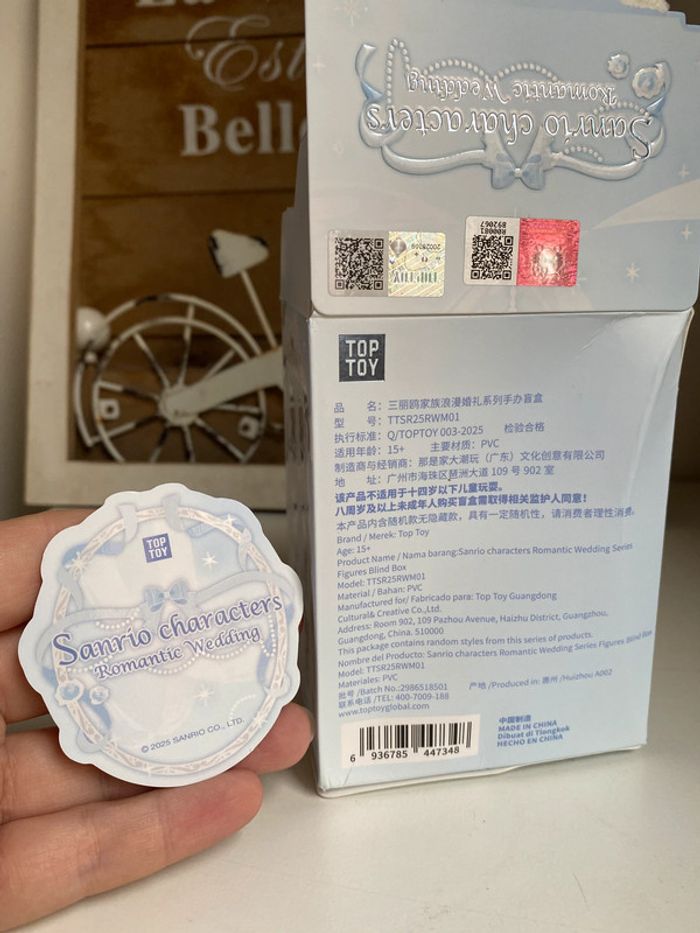 Est
Belle
Sanrio characters
Romantic Wedding
R00081
892067
TOP
TOY
品 名：三丽鸥家族浪漫婚礼系列手办盲盒
型 号：TTSR25RWM01
执行标准：Q/TOPTOY 003-2025 检验合格
适用年龄：15+ 主要材质：PVC
制造商与经销商：那是家大潮玩（广东）文化创意有限公司
地 址：广州市海珠区琶洲大道 109 号 902 室
该产品不适用于十四岁以下儿童玩耍。
八周岁及以上未成年人购买盲盒需取得相关监护人同意！
本产品内含随机款无隐藏款，具有一定随机性，请消费者理性消费。
Brand / Merek: Top Toy
Age: 15+
Product Name / Nama barang:Sanrio characters Romantic Wedding Series
Figures Blind Box
Model: TTSR25RWM01
Material / Bahan: PVC
Manufactured for/ Fabricado para: Top Toy Guangdong
Cultural& Creative Co.,Ltd.
Address: Room 902, 109 Pazhou Avenue, Haizhu District, Guangzhou,
Guangdong, China. 510000
This package contains random styles from this series of products.
Nombre del Producto: Sanrio characters Romantic Wedding Series Figures Blind Box
Model: TTSR25RWM01
Materiales: PVC
批号 /Batch No.:2986518501 产地 /Produced in: 惠州 /Huizhou A002
联系电话 /TEL: 400-7009-188
www.toptoyglobal.com
6 936785 447348
中国制造
MADE IN CHINA
Dibuat di Tiongkok
HECHO EN CHINA
TOP
TOY
Sanrio characters
Romantic Wedding
© 2025 SANRIO CO., LTD.